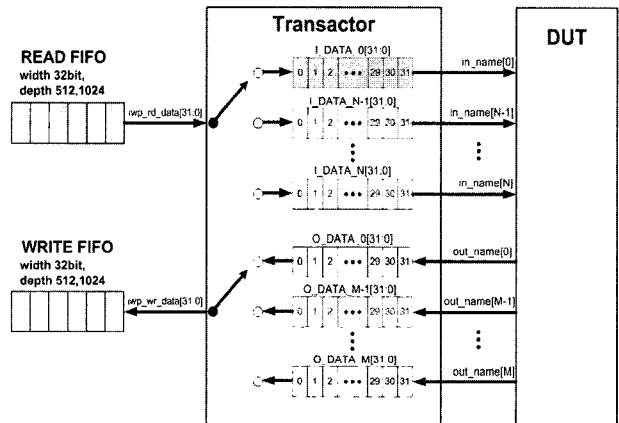 Transactor
DUT
READ FIFO
width 32bit,
depth 512,1024
iwp_rd_data[31:0]
I_DATA_0[31:0]
0 1 2 ••• 29 30 31
in_name[0]
I_DATA_N-1[31:0]
0 1 2 ••• 29 30 31
in_name[N-1]
I_DATA_N[31:0]
0 1 2 ••• 29 30 31
in_name[N]
WRITE FIFO
width 32bit,
depth 512,1024
iwp_wr_data[31:0]
O_DATA_0[31:0]
0 1 2 ••• 29 30 31
out_name[0]
O_DATA_M-1[31:0]
0 1 2 ••• 29 30 31
out_name[M-1]
O_DATA_M[31:0]
0 1 2 ••• 29 30 31
out_name[M]